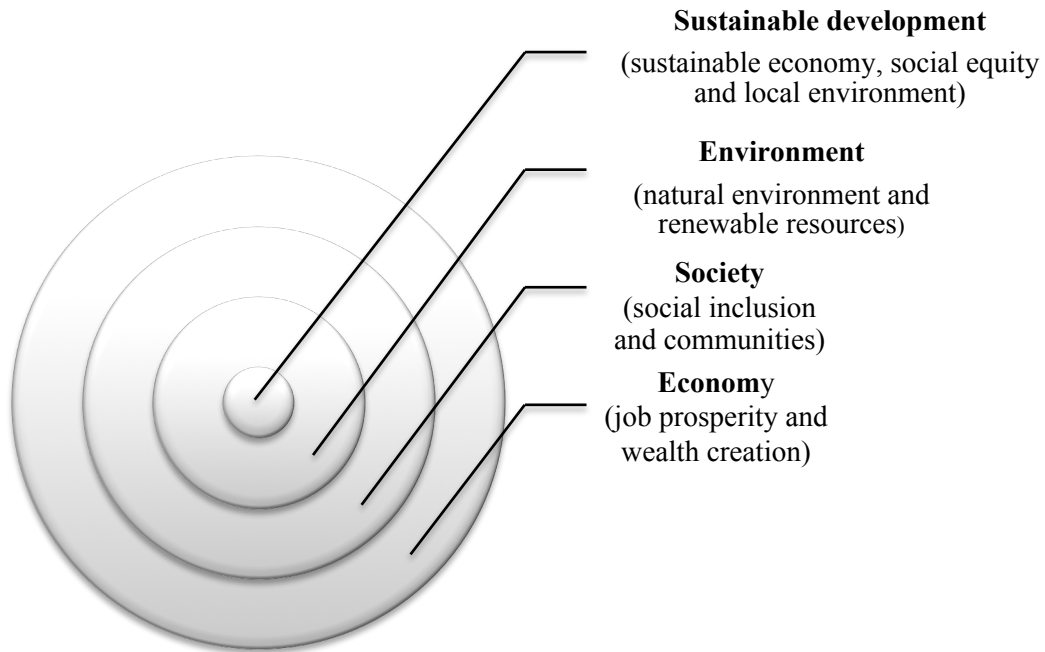 Sustainable development
(sustainable economy, social equity
and local environment)
Environment
(natural environment and
renewable resources)
Society
(social inclusion
and communities)
Economy
(job prosperity and
wealth creation)